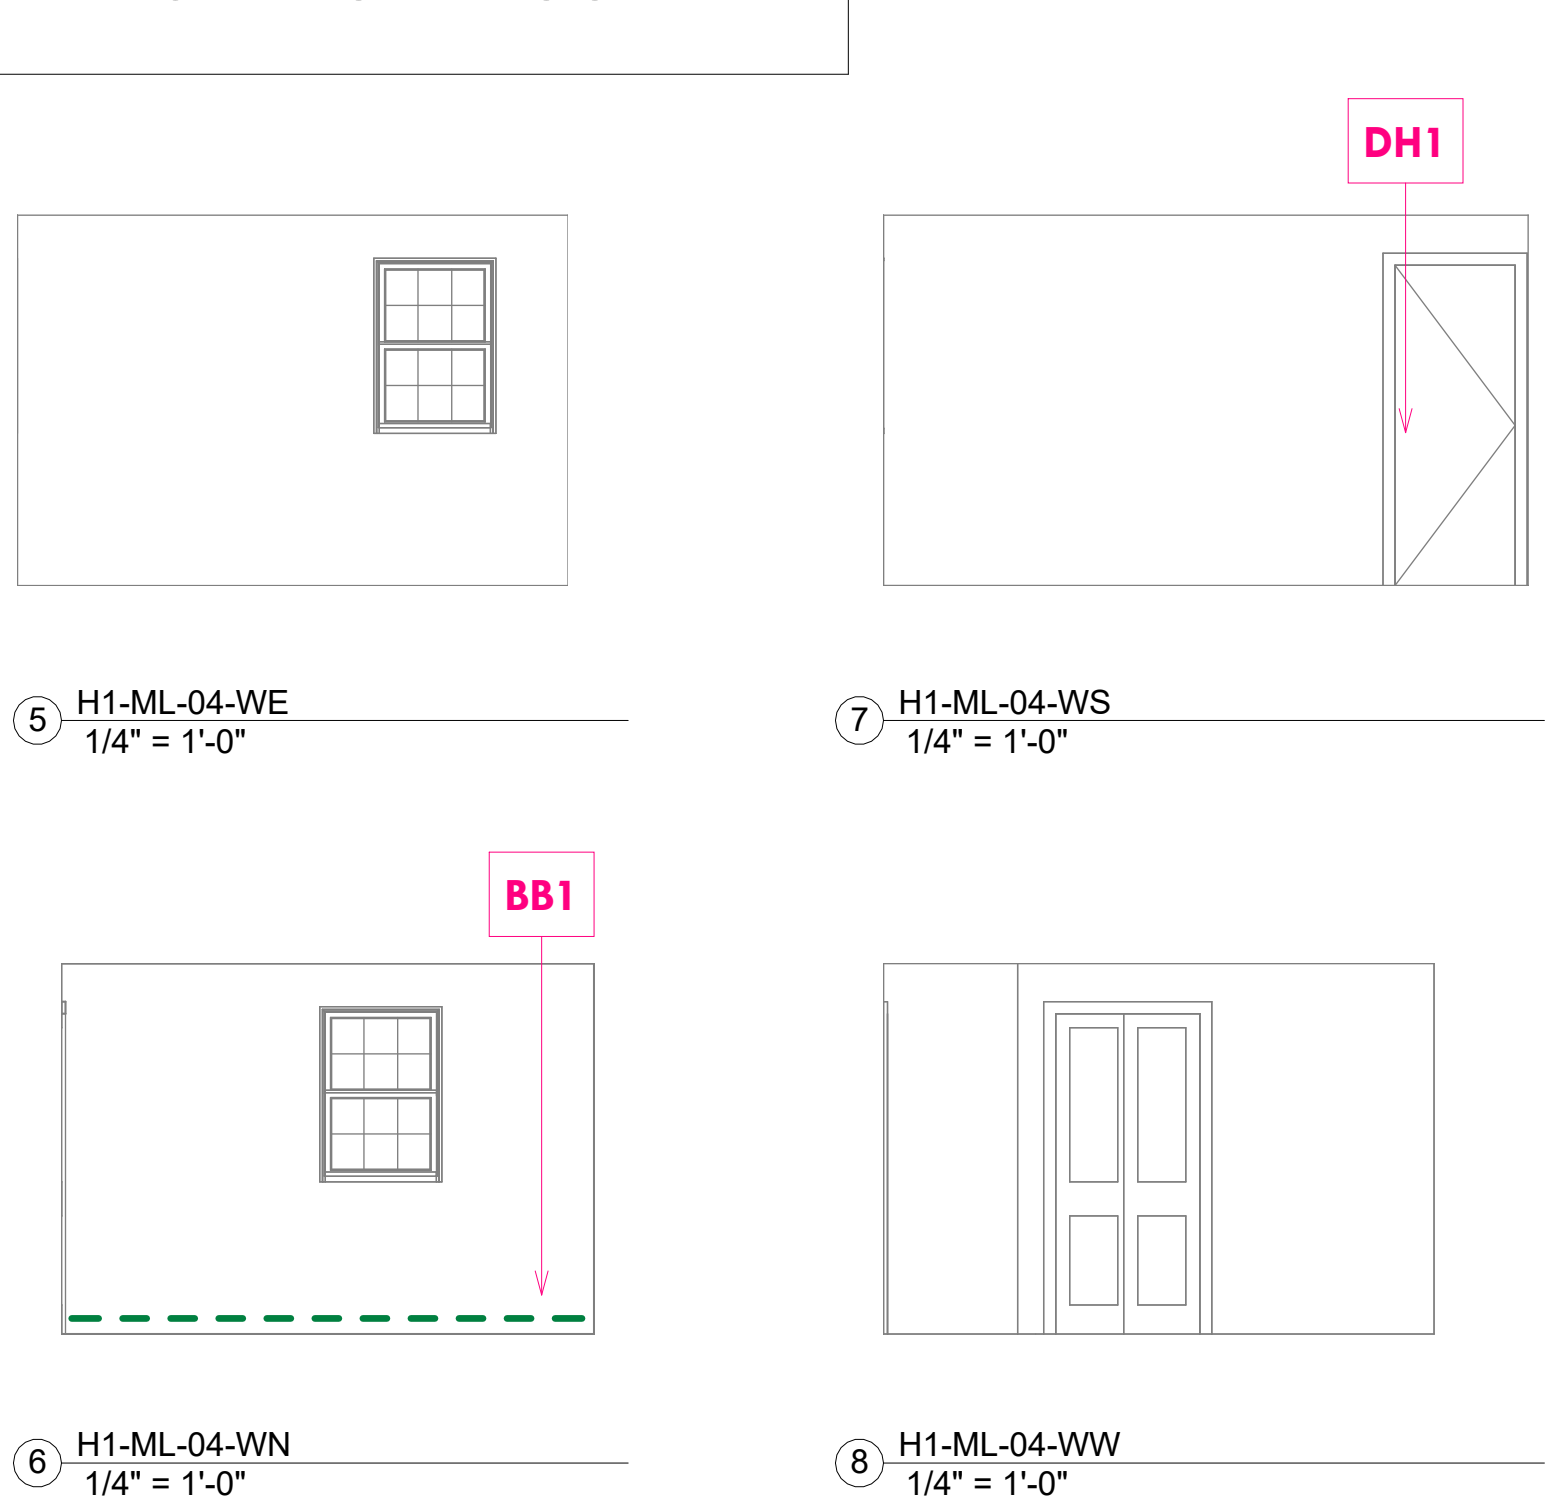 DH1
5 H1-ML-04-WE
1/4" = 1'-0"
7 H1-ML-04-WS
1/4" = 1'-0"
BB1
6 H1-ML-04-WN
1/4" = 1'-0"
8 H1-ML-04-WW
1/4" = 1'-0"